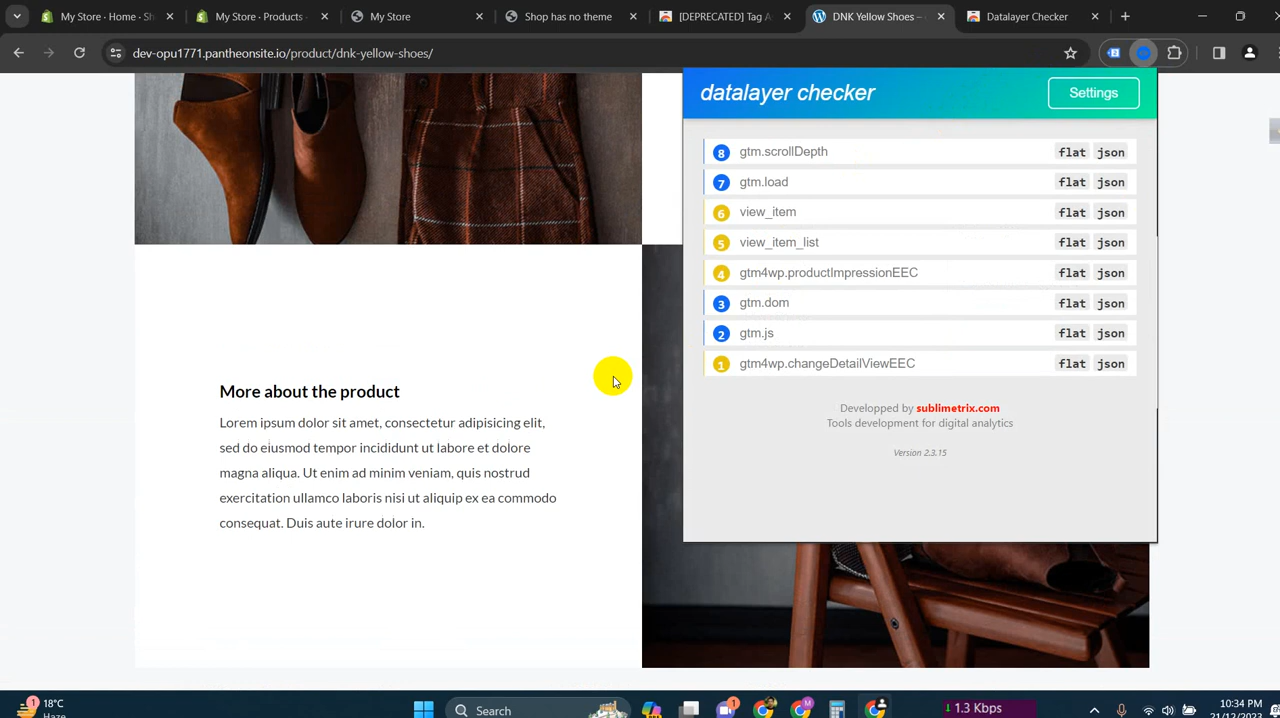 My Store · Home · Sh
My Store · Products
My Store
Shop has no theme
[DEPRECATED] Tag A
DNK Yellow Shoes –
Datalayer Checker
dev-opu1771.pantheonsite.io/product/dnk-yellow-shoes/
datalayer checker
Settings
8 gtm.scrollDepth flat json
7 gtm.load flat json
6 view_item flat json
5 view_item_list flat json
4 gtm4wp.productImpressionEEC flat json
3 gtm.dom flat json
2 gtm.js flat json
1 gtm4wp.changeDetailViewEEC flat json
Developped by sublimetrix.com
Tools development for digital analytics
Version 2.3.15
More about the product
Lorem ipsum dolor sit amet, consectetur adipisicing elit,
sed do eiusmod tempor incididunt ut labore et dolore
magna aliqua. Ut enim ad minim veniam, quis nostrud
exercitation ullamco laboris nisi ut aliquip ex ea commodo
consequat. Duis aute irure dolor in.
1
18°C
Haze
Search
1
M
↓ 1.3 Kbps
10:34 PM
21/12/2023